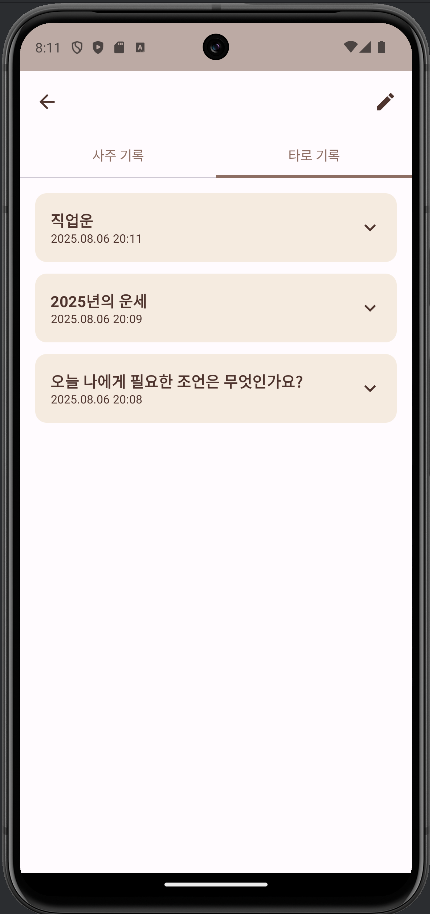 8:11
사주 기록
타로 기록
직업운
2025.08.06 20:11
2025년의 운세
2025.08.06 20:09
오늘 나에게 필요한 조언은 무엇인가요?
2025.08.06 20:08